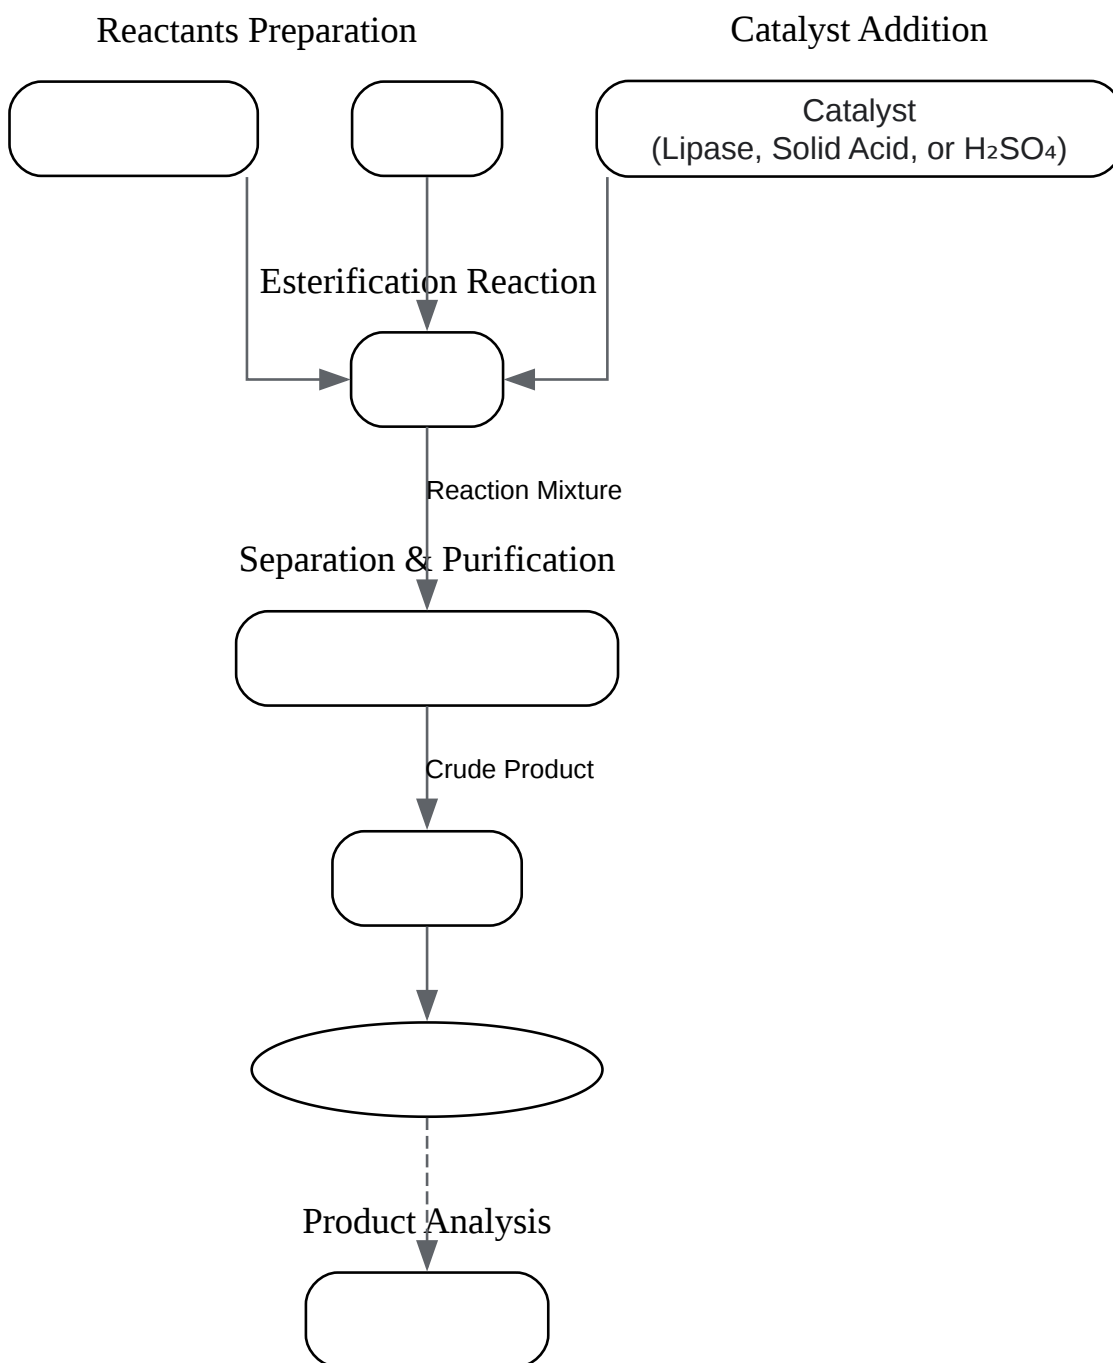 Reactants Preparation
Catalyst Addition
Catalyst
(Lipase, Solid Acid, or H₂SO₄)
Esterification Reaction
Reaction Mixture
Separation & Purification
Crude Product
Product Analysis